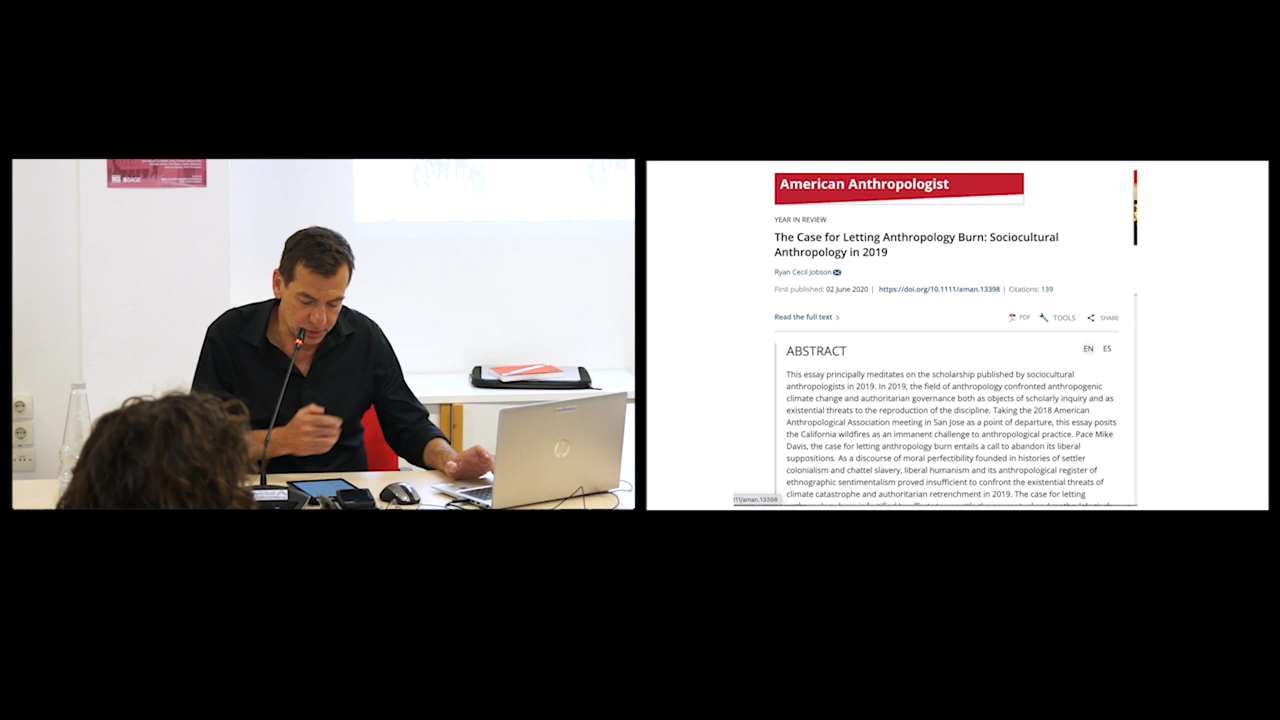 SAGE
hp
American Anthropologist
YEAR IN REVIEW
The Case for Letting Anthropology Burn: Sociocultural
Anthropology in 2019
Ryan Cecil Jobson
First published: 02 June 2020 | https://doi.org/10.1111/aman.13398 | Citations: 139
Read the full text >
PDF TOOLS SHARE
ABSTRACT
EN ES
This essay principally meditates on the scholarship published by sociocultural
anthropologists in 2019. In 2019, the field of anthropology confronted anthropogenic
climate change and authoritarian governance both as objects of scholarly inquiry and as
existential threats to the reproduction of the discipline. Taking the 2018 American
Anthropological Association meeting in San Jose as a point of departure, this essay posits
the California wildfires as an immanent challenge to anthropological practice. Pace Mike
Davis, the case for letting anthropology burn entails a call to abandon its liberal
suppositions. As a discourse of moral perfectibility founded in histories of settler
colonialism and chattel slavery, liberal humanism and its anthropological register of
ethnographic sentimentalism proved insufficient to confront the existential threats of
climate catastrophe and authoritarian retrenchment in 2019. The case for letting
11/aman.13398